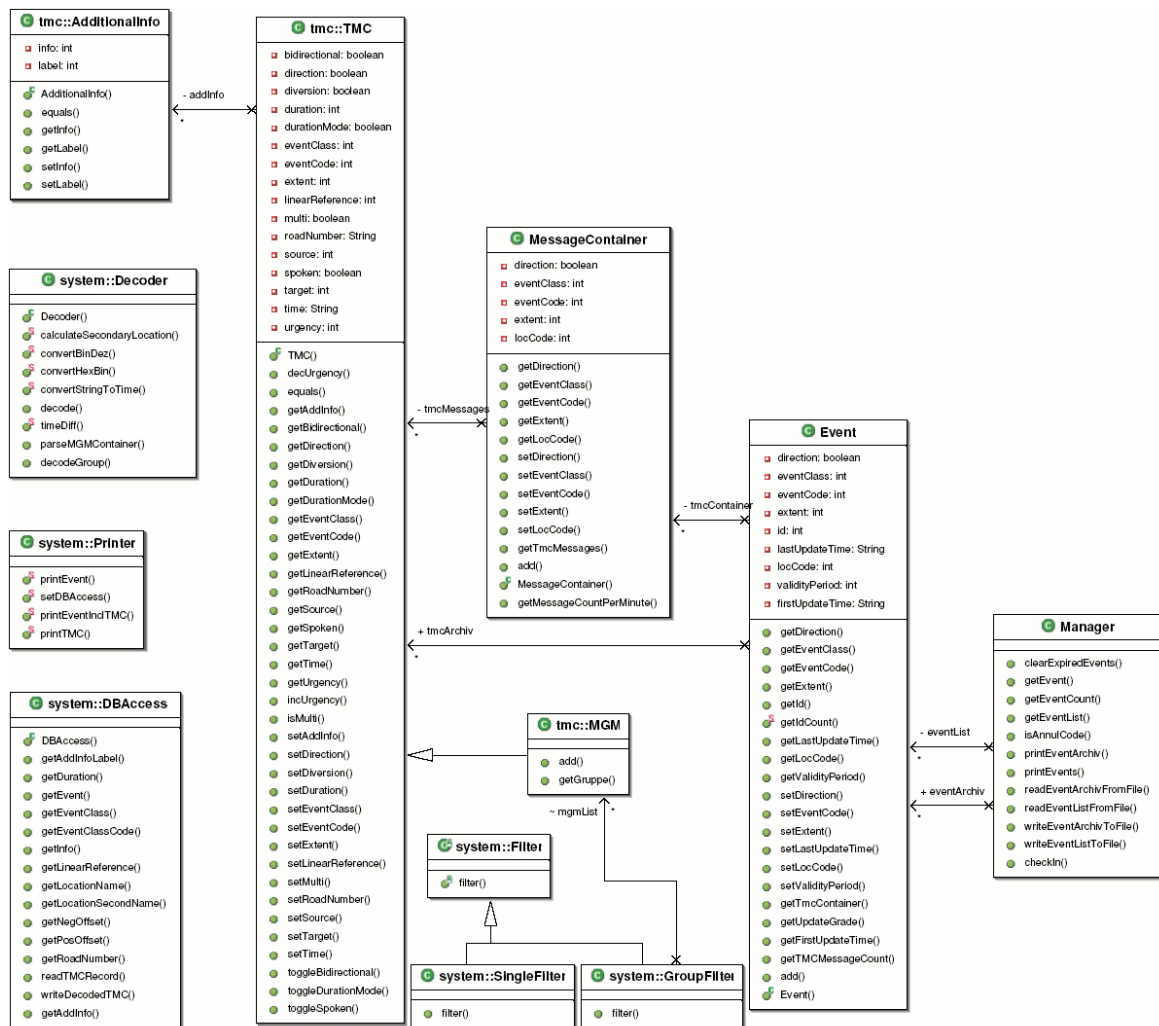 tmc::AdditionalInfo
info: int
label: int
AdditionalInfo()
equals()
getInfo()
getLabel()
setInfo()
setLabel()
- addInfo
*
tmc::TMC
bidirectional: boolean
direction: boolean
diversion: boolean
duration: int
durationMode: boolean
eventClass: int
eventCode: int
extent: int
linearReference: int
multi: boolean
roadNumber: String
source: int
spoken: boolean
target: int
time: String
urgency: int
TMC()
decUrgency()
equals()
getAddInfo()
getBidirectional()
getDirection()
getDiversion()
getDuration()
getDurationMode()
getEventClass()
getEventCode()
getExtent()
getLinearReference()
getRoadNumber()
getSource()
getSpoken()
getTarget()
getTime()
getUrgency()
incUrgency()
isMulti()
setAddInfo()
setDirection()
setDiversion()
setDuration()
setEventClass()
setEventCode()
setExtent()
setLinearReference()
setMulti()
setRoadNumber()
setSource()
setTarget()
setTime()
toggleBidirectional()
toggleDurationMode()
toggleSpoken()
system::Decoder
Decoder()
calculateSecondaryLocation()
convertBinDez()
convertHexBin()
convertStringToTime()
decode()
timeDiff()
parseMGMContainer()
decodeGroup()
system::Printer
printEvent()
setDBAccess()
printEventInclTMC()
printTMC()
system::DBAccess
DBAccess()
getAddInfoLabel()
getDuration()
getEvent()
getEventClass()
getEventClassCode()
getInfo()
getLinearReference()
getLocationName()
getLocationSecondName()
getNegOffset()
getPosOffset()
getRoadNumber()
readTMCRecord()
writeDecodedTMC()
getAddInfo()
MessageContainer
direction: boolean
eventClass: int
eventCode: int
extent: int
locCode: int
getDirection()
getEventClass()
getEventCode()
getExtent()
getLocCode()
setDirection()
setEventClass()
setEventCode()
setExtent()
setLocCode()
getTmcMessages()
add()
MessageContainer()
getMessageCountPerMinute()
- tmcMessages
*
- tmcContainer
*
+ tmcArchiv
*
Event
direction: boolean
eventClass: int
eventCode: int
extent: int
id: int
lastUpdateTime: String
locCode: int
validityPeriod: int
firstUpdateTime: String
getDirection()
getEventClass()
getEventCode()
getExtent()
getId()
getIdCount()
getLastUpdateTime()
getLocCode()
getValidityPeriod()
setDirection()
setEventCode()
setExtent()
setLastUpdateTime()
setLocCode()
setValidityPeriod()
getTmcContainer()
getUpdateGrade()
getFirstUpdateTime()
getTMCMessageCount()
add()
Event()
- eventList
*
+ eventArchiv
*
Manager
clearExpiredEvents()
getEvent()
getEventCount()
getEventList()
isAnnulCode()
printEventArchiv()
printEvents()
readEventArchivFromFile()
readEventListFromFile()
writeEventArchivToFile()
writeEventListToFile()
checkIn()
tmc::MGM
add()
getGruppe()
~ mgmList
*
system::Filter
filter()
system::SingleFilter
filter()
system::GroupFilter
filter()